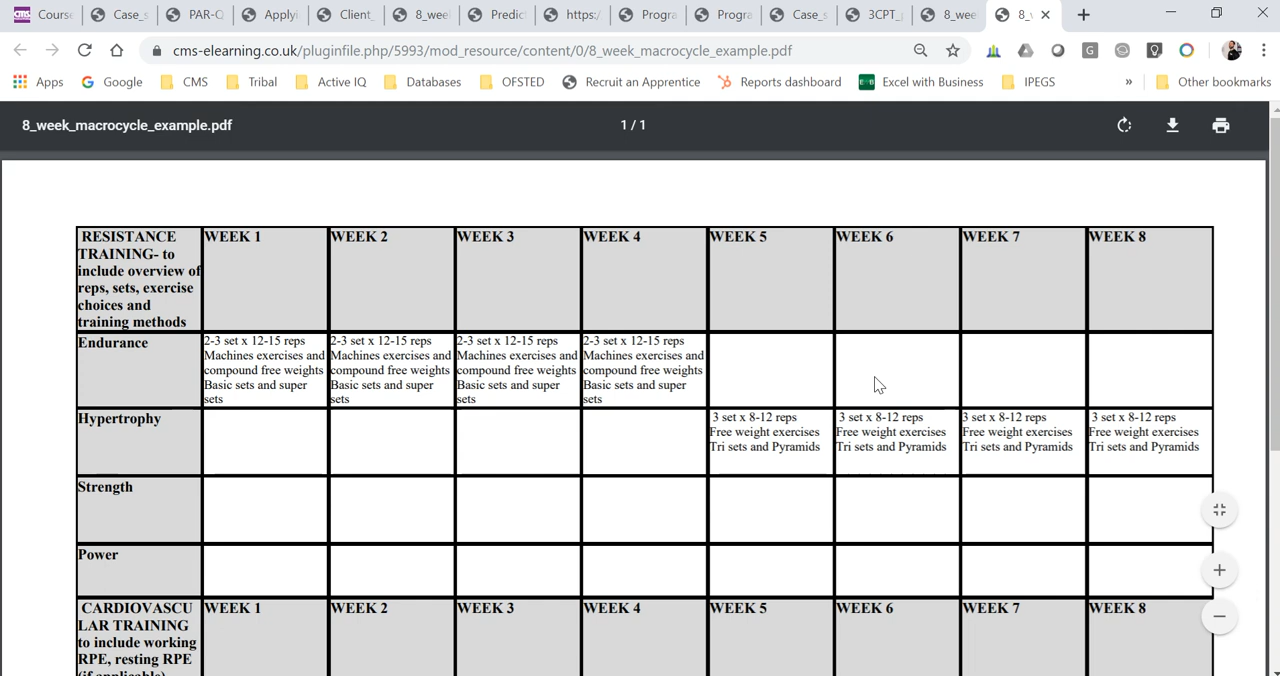 Cours
Case_s
PAR-Q
Applyi
Client_
8_wee
Predic
https:/
Progra
Progra
Case_s
3CPT_
8_wee
8_
cms-elearning.co.uk/pluginfile.php/5993/mod_resource/content/0/8_week_macrocycle_example.pdf
Apps
Google
CMS
Tribal
Active IQ
Databases
OFSTED
Recruit an Apprentice
Reports dashboard
Excel with Business
IPEGS
»
Other bookmarks
8_week_macrocycle_example.pdf
1 / 1
RESISTANCE
TRAINING- to
include overview of
reps, sets, exercise
choices and
training methods
WEEK 1
WEEK 2
WEEK 3
WEEK 4
WEEK 5
WEEK 6
WEEK 7
WEEK 8
Endurance
2-3 set x 12-15 reps
Machines exercises and
compound free weights
Basic sets and super
sets
2-3 set x 12-15 reps
Machines exercises and
compound free weights
Basic sets and super
sets
2-3 set x 12-15 reps
Machines exercises and
compound free weights
Basic sets and super
sets
2-3 set x 12-15 reps
Machines exercises and
compound free weights
Basic sets and super
sets
Hypertrophy
3 set x 8-12 reps
Free weight exercises
Tri sets and Pyramids
3 set x 8-12 reps
Free weight exercises
Tri sets and Pyramids
3 set x 8-12 reps
Free weight exercises
Tri sets and Pyramids
3 set x 8-12 reps
Free weight exercises
Tri sets and Pyramids
Strength
Power
CARDIOVASCU
LAR TRAINING
to include working
RPE, resting RPE
(if applicable)
WEEK 1
WEEK 2
WEEK 3
WEEK 4
WEEK 5
WEEK 6
WEEK 7
WEEK 8